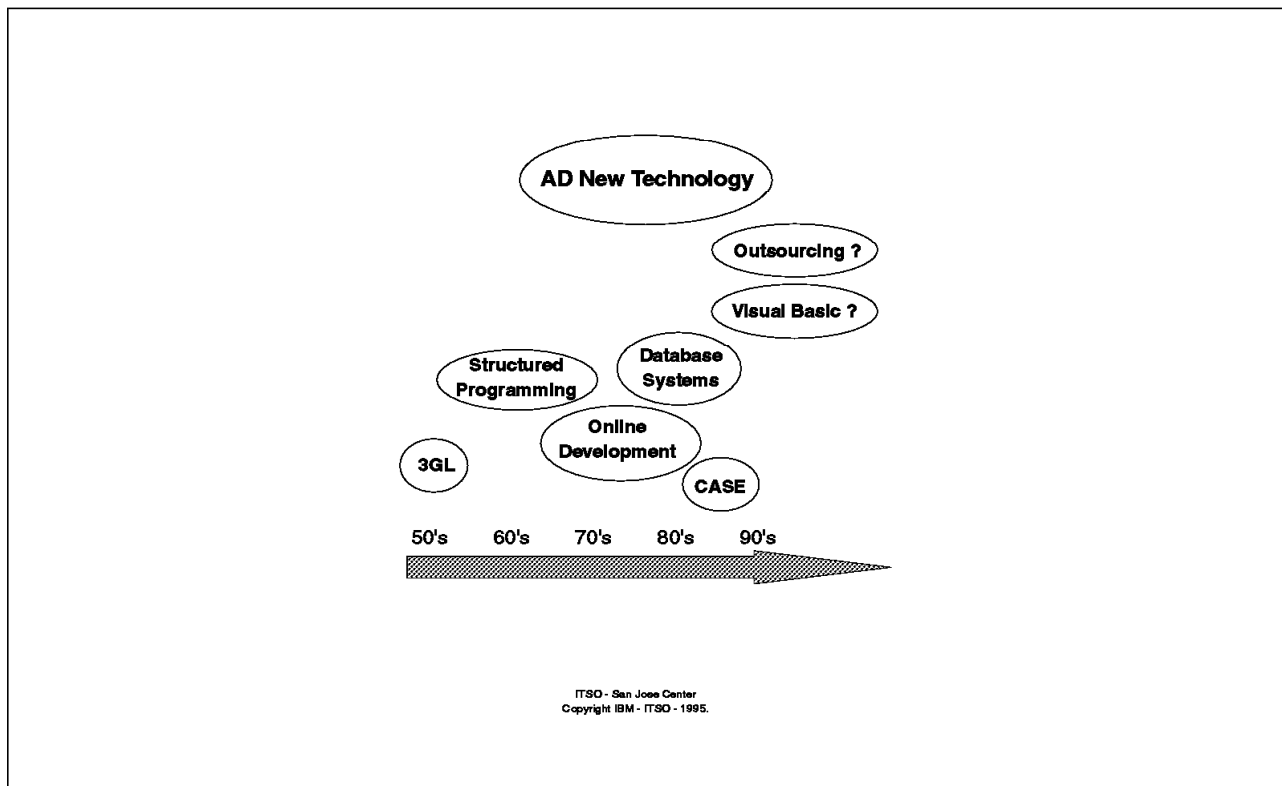 AD New Technology
Outsourcing ?
Visual Basic ?
Structured
Programming
Database
Systems
Online
Development
3GL
CASE
50's 60's 70's 80's 90's
ITSO - San Jose Center
Copyright IBM - ITSO - 1995.